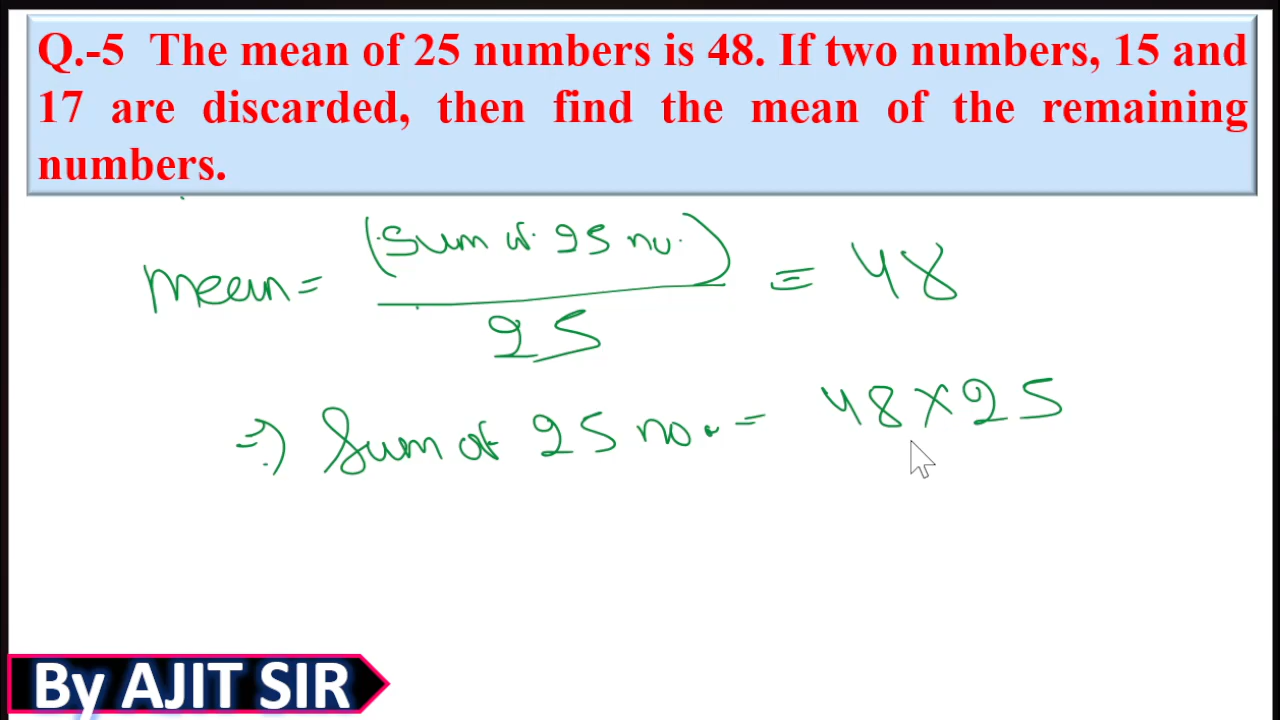 Q.-5 The mean of 25 numbers is 48. If two numbers, 15 and
17 are discarded, then find the mean of the remaining
numbers.
mean = (Sum of 25 no.) / 25 = 48
⇒ Sum of 25 no. = 48 × 25
By AJIT SIR